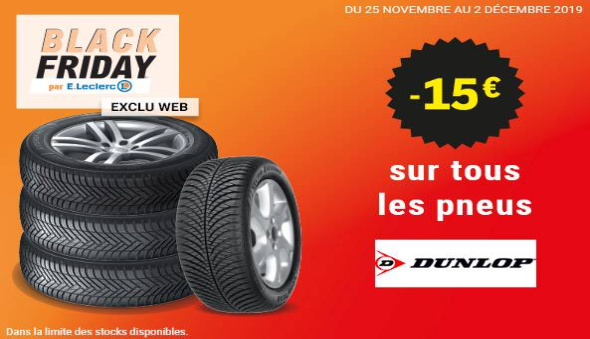 DU 25 NOVEMBRE AU 2 DÉCEMBRE 2019
BLACK
FRIDAY
par E.Leclerc
EXCLU WEB
-15€
sur tous
les pneus
D DUNLOP
Dans la limite des stocks disponibles.